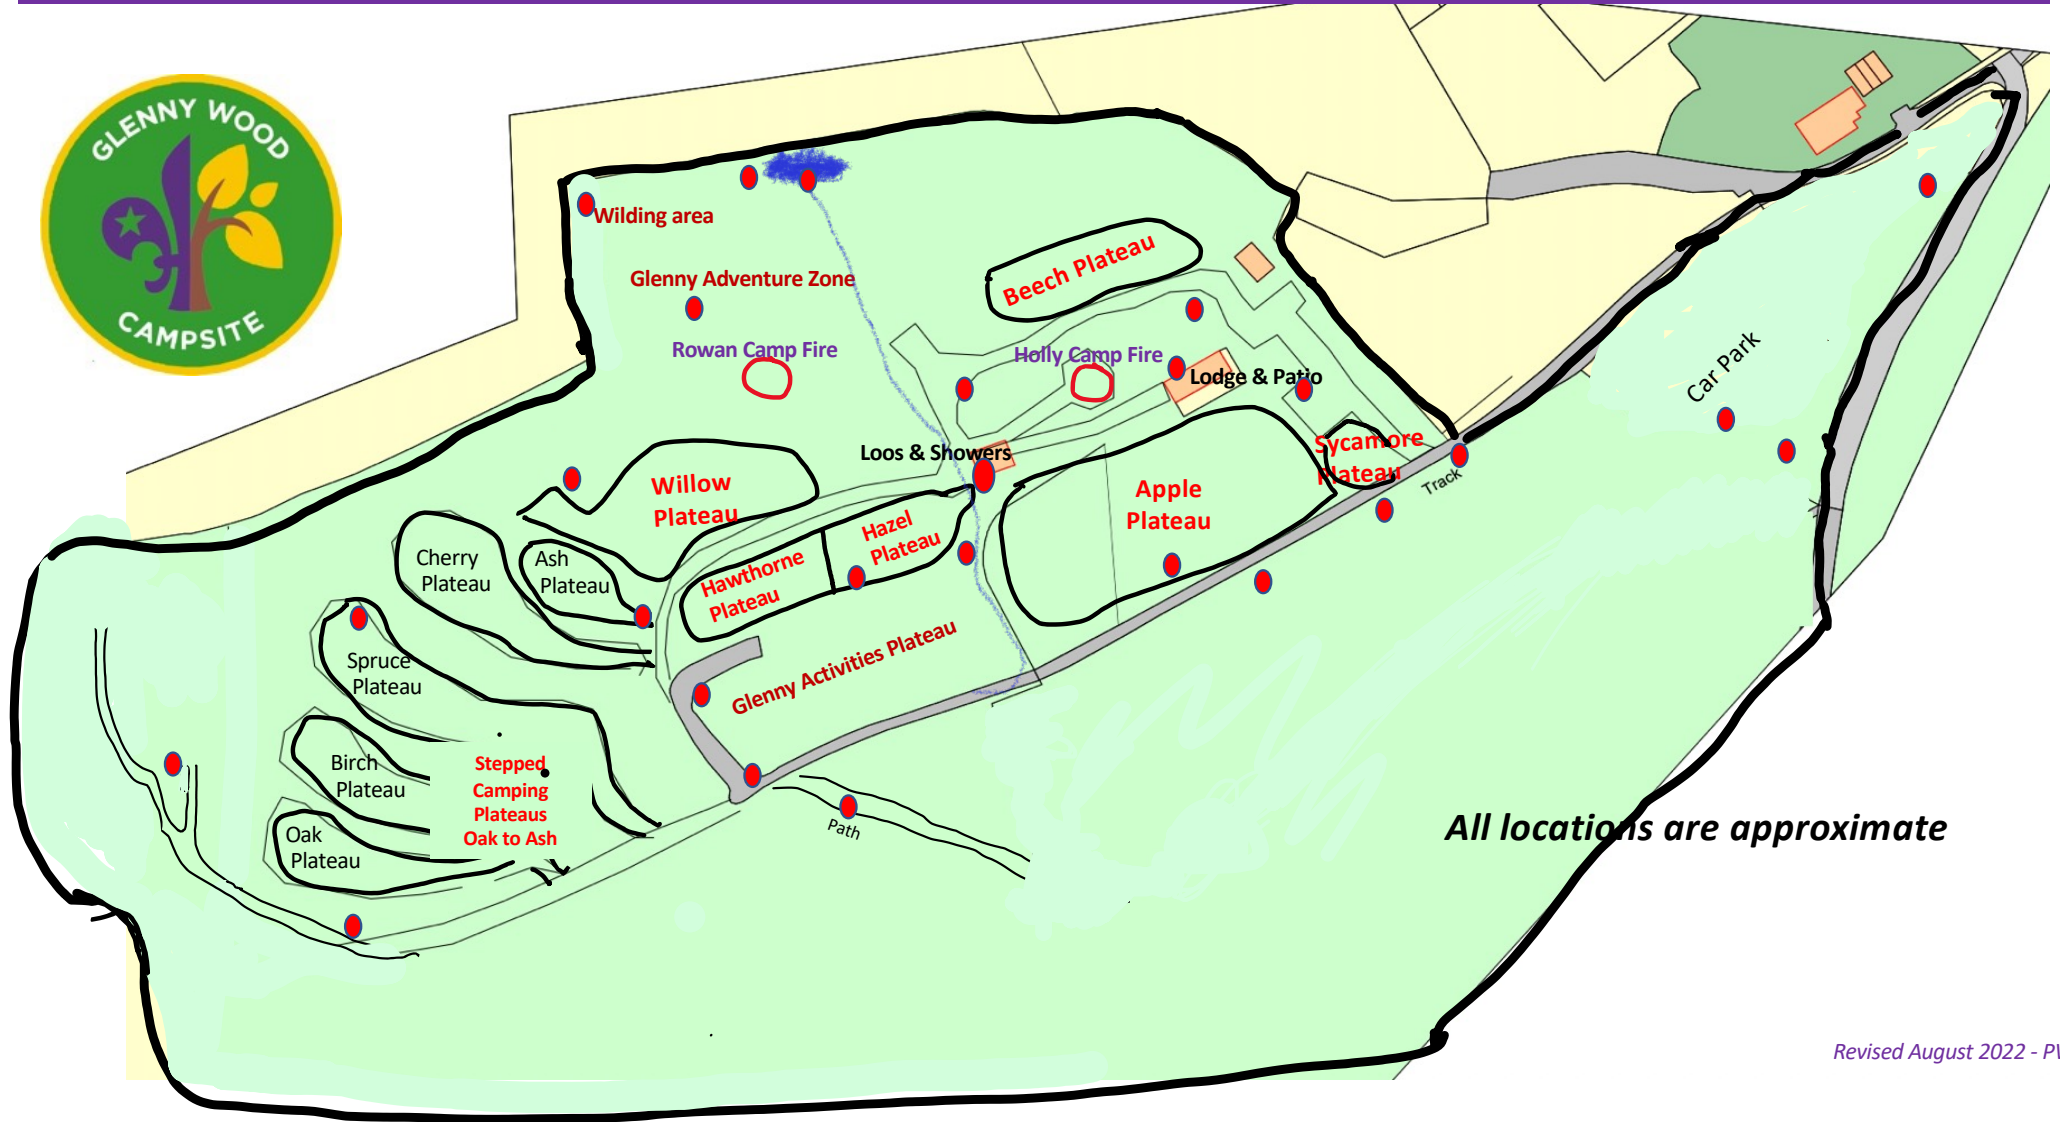 GLENNY WOOD
CAMPSITE
Wilding area
Glenny Adventure Zone
Rowan Camp Fire
Beech Plateau
Holly Camp Fire
Lodge & Patio
Car Park
Loos & Showers
Sycamore
Plateau
Track
Willow
Plateau
Apple
Plateau
Hazel
Plateau
Hawthorne
Plateau
Cherry
Plateau
Ash
Plateau
Glenny Activities Plateau
Spruce
Plateau
Birch
Plateau
Stepped
Camping
Plateaus
Oak to Ash
Oak
Plateau
Path
All locations are approximate
Revised August 2022 - PV